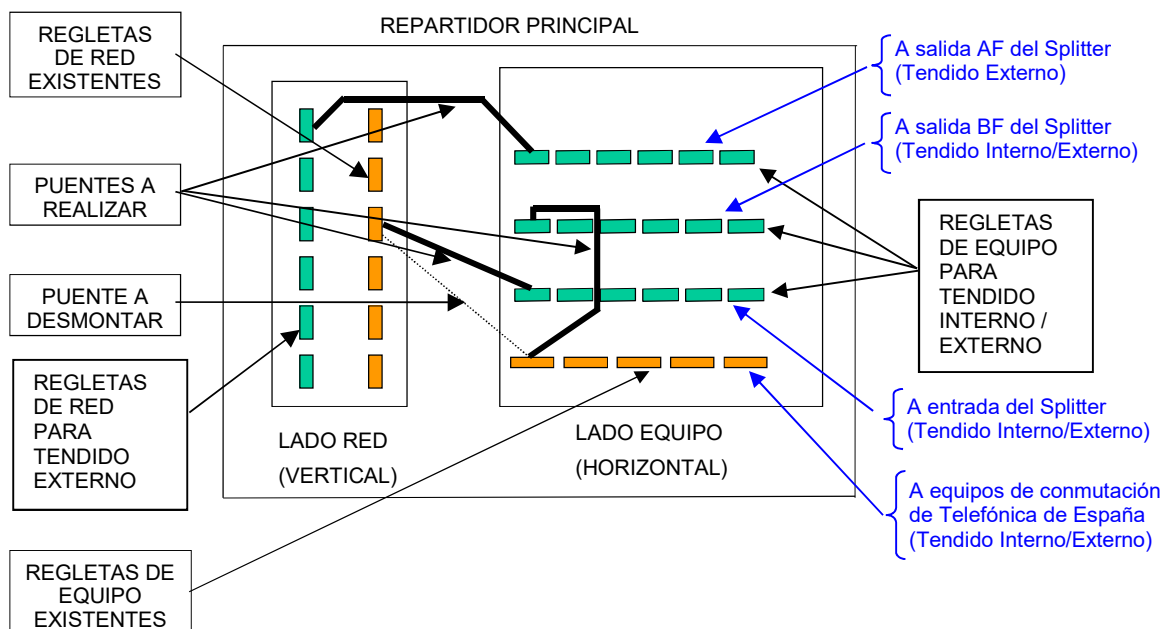 REPARTIDOR PRINCIPAL
REGLETAS
DE RED
EXISTENTES
PUENTES A
REALIZAR
PUENTE A
DESMONTAR
REGLETAS
DE RED
PARA
TENDIDO
EXTERNO
REGLETAS DE
EQUIPO
EXISTENTES
LADO RED
(VERTICAL)
LADO EQUIPO
(HORIZONTAL)
A salida AF del Splitter
(Tendido Externo)
A salida BF del Splitter
(Tendido Interno/Externo)
REGLETAS
DE EQUIPO
PARA
TENDIDO
INTERNO /
EXTERNO
A entrada del Splitter
(Tendido Interno/Externo)
A equipos de conmutación
de Telefónica de España
(Tendido Interno/Externo)